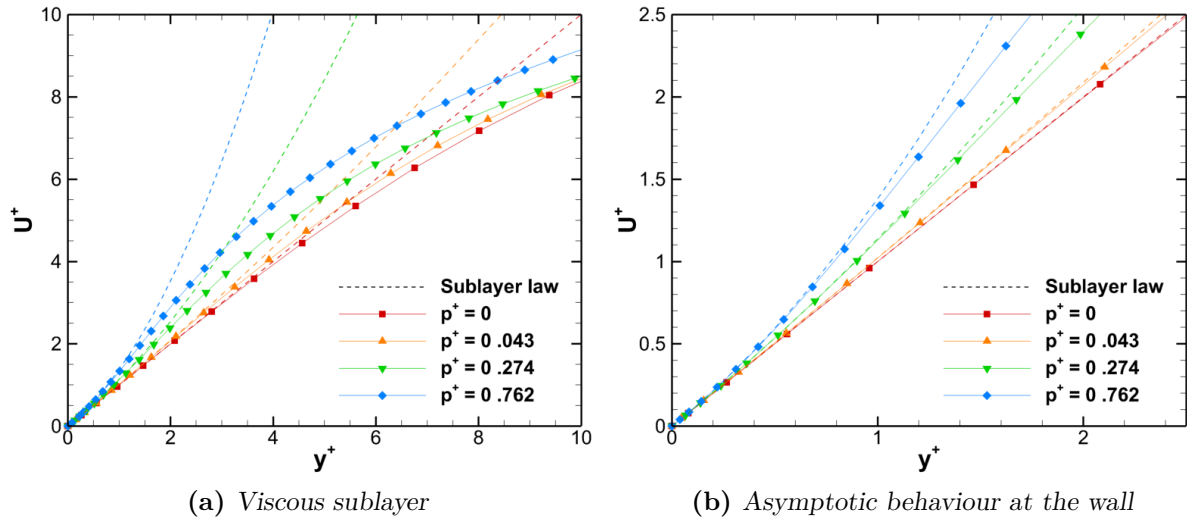 U⁺
10
8
6
4
2
0
0
2
4
6
8
10
y⁺
Sublayer law
p⁺ = 0
p⁺ = 0 .043
p⁺ = 0 .274
p⁺ = 0 .762
(a) Viscous sublayer
U⁺
2.5
2
1.5
1
0.5
0
0
1
2
y⁺
Sublayer law
p⁺ = 0
p⁺ = 0 .043
p⁺ = 0 .274
p⁺ = 0 .762
(b) Asymptotic behaviour at the wall